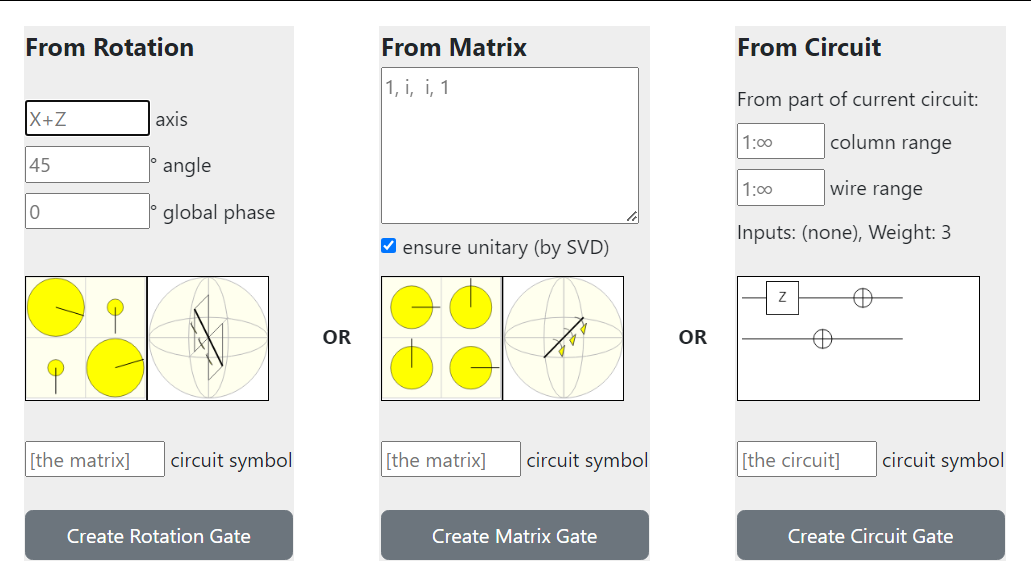 From Rotation
X+Z axis
45 ° angle
0 ° global phase
[the matrix] circuit symbol
Create Rotation Gate
OR
From Matrix
1, i,  i, 1
ensure unitary (by SVD)
[the matrix] circuit symbol
Create Matrix Gate
OR
From Circuit
From part of current circuit:
1:∞ column range
1:∞ wire range
Inputs: (none), Weight: 3
Z
[the circuit] circuit symbol
Create Circuit Gate